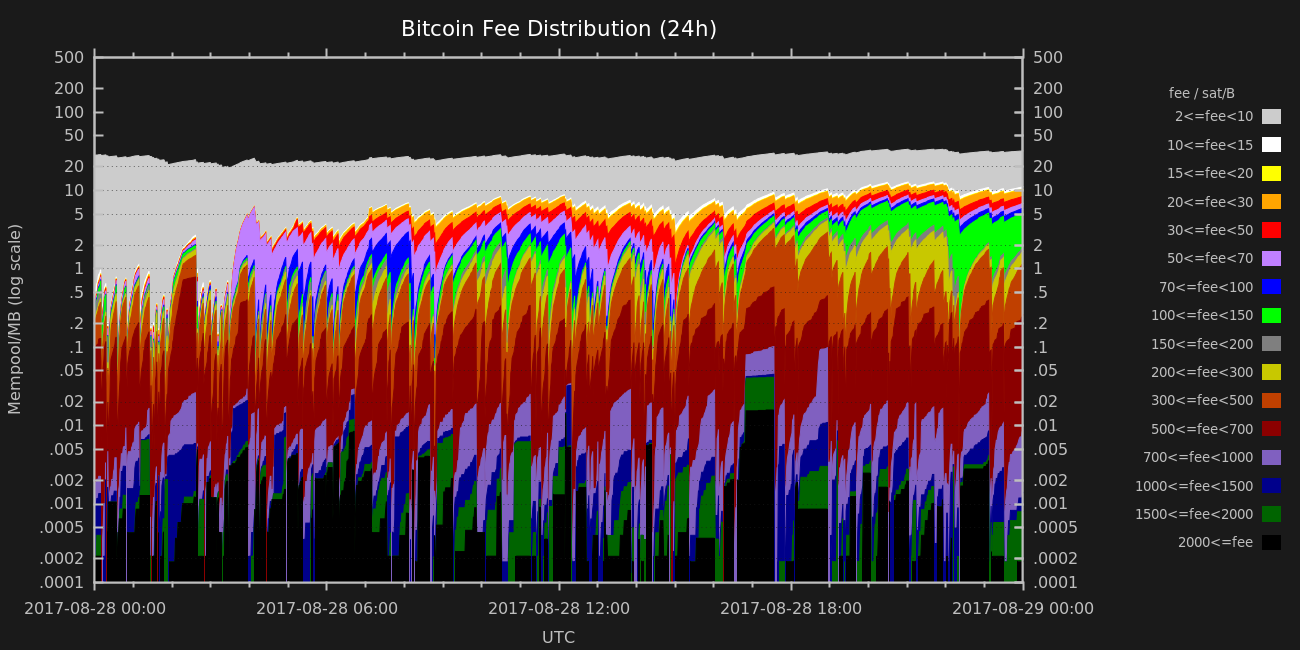 Bitcoin Fee Distribution (24h)
500
200
100
50
20
10
5
2
1
.5
.2
.1
.05
.02
.01
.005
.002
.001
.0005
.0002
.0001
Mempool/MB (log scale)
500
200
100
50
20
10
5
2
1
.5
.2
.1
.05
.02
.01
.005
.002
.001
.0005
.0002
.0001
fee / sat/B
2<=fee<10
10<=fee<15
15<=fee<20
20<=fee<30
30<=fee<50
50<=fee<70
70<=fee<100
100<=fee<150
150<=fee<200
200<=fee<300
300<=fee<500
500<=fee<700
700<=fee<1000
1000<=fee<1500
1500<=fee<2000
2000<=fee
2017-08-28 00:00 2017-08-28 06:00 2017-08-28 12:00 2017-08-28 18:00 2017-08-29 00:00
UTC